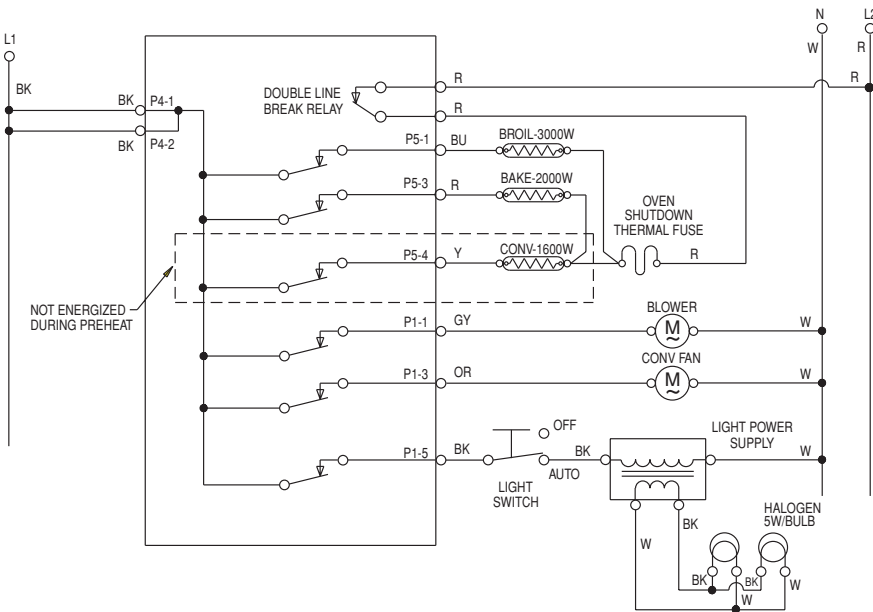 L1
N
L2
W
R
BK
R
R
DOUBLE LINE
BREAK RELAY
R
BK
P4-1
BK
P4-2
P5-1
BU
BROIL-3000W
P5-3
R
BAKE-2000W
OVEN
SHUTDOWN
THERMAL FUSE
P5-4
Y
CONV-1600W
R
NOT ENERGIZED
DURING PREHEAT
P1-1
GY
BLOWER
M
~
W
P1-3
OR
CONV FAN
M
~
W
OFF
LIGHT POWER
SUPPLY
P1-5
BK
BK
W
AUTO
LIGHT
SWITCH
HALOGEN
5W/BULB
BK
W
BK
BK
W
W